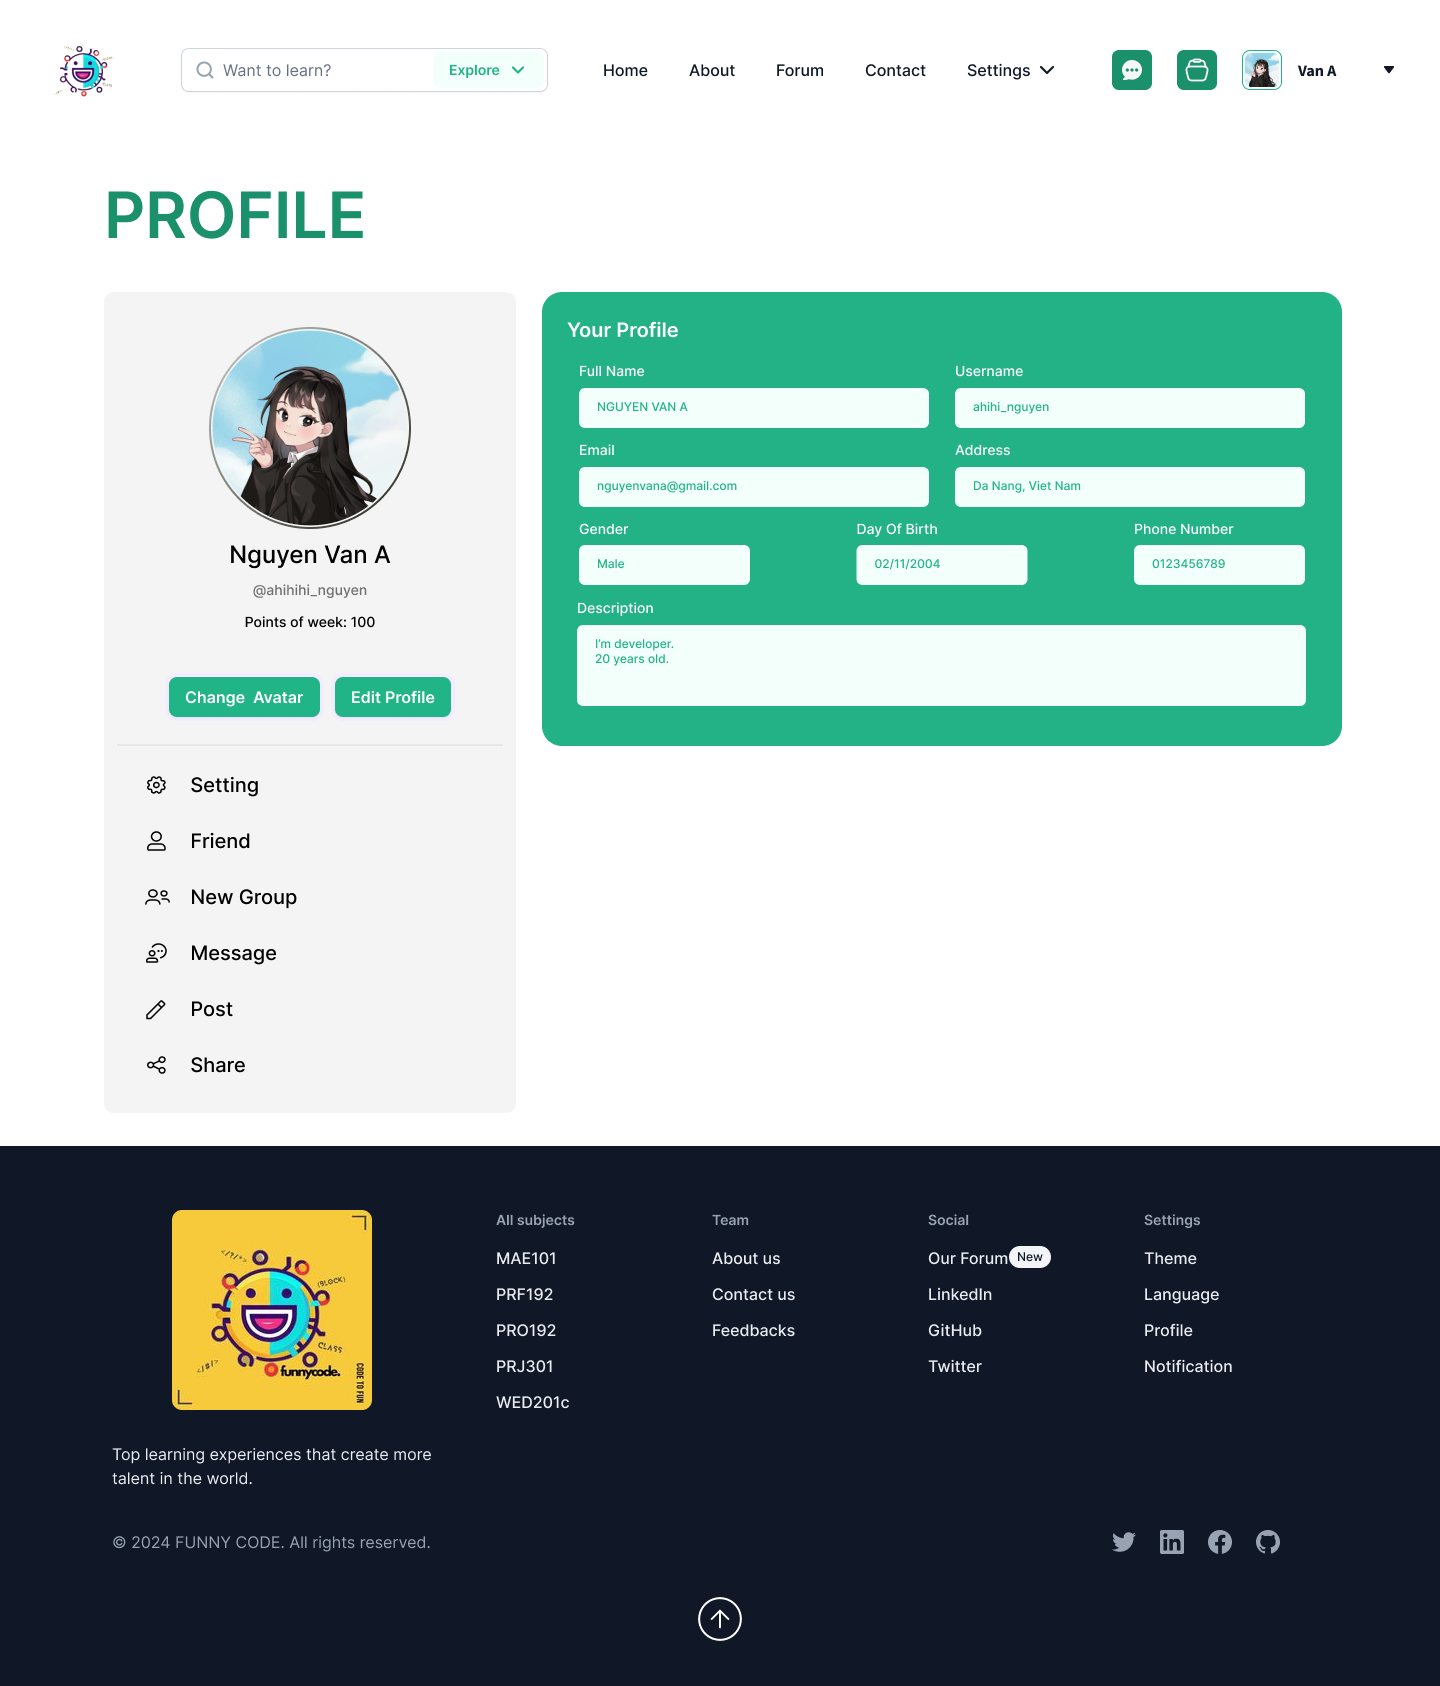 Want to learn?
Explore
Home
About
Forum
Contact
Settings
Van A
PROFILE
Nguyen Van A
@ahihihi_nguyen
Points of week: 100
Change  Avatar
Edit Profile
Setting
Friend
New Group
Message
Post
Share
Your Profile
Full Name
Username
NGUYEN VAN A
ahihi_nguyen
Email
Address
nguyenvana@gmail.com
Da Nang, Viet Nam
Gender
Day Of Birth
Phone Number
Male
02/11/2004
0123456789
Description
I'm developer.
20 years old.
</?/*>
(BLOCK)
CLASS
</#/>
funnycode.
CODE TO FUN
Top learning experiences that create more
talent in the world.
All subjects
MAE101
PRF192
PRO192
PRJ301
WED201c
Team
About us
Contact us
Feedbacks
Social
Our Forum
New
LinkedIn
GitHub
Twitter
Settings
Theme
Language
Profile
Notification
© 2024 FUNNY CODE. All rights reserved.